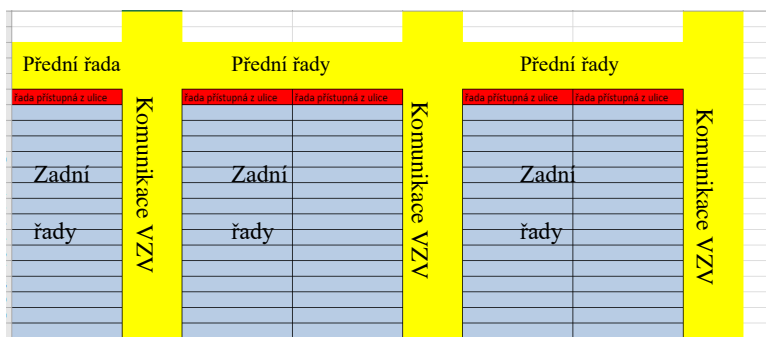 Přední řada
Přední řady
Přední řady
řada přístupná z ulice
řada přístupná z ulice
řada přístupná z ulice
řada přístupná z ulice
řada přístupná z ulice
Komunikace VZV
Komunikace VZV
Komunikace VZV
Zadní
řady
Zadní
řady
Zadní
řady